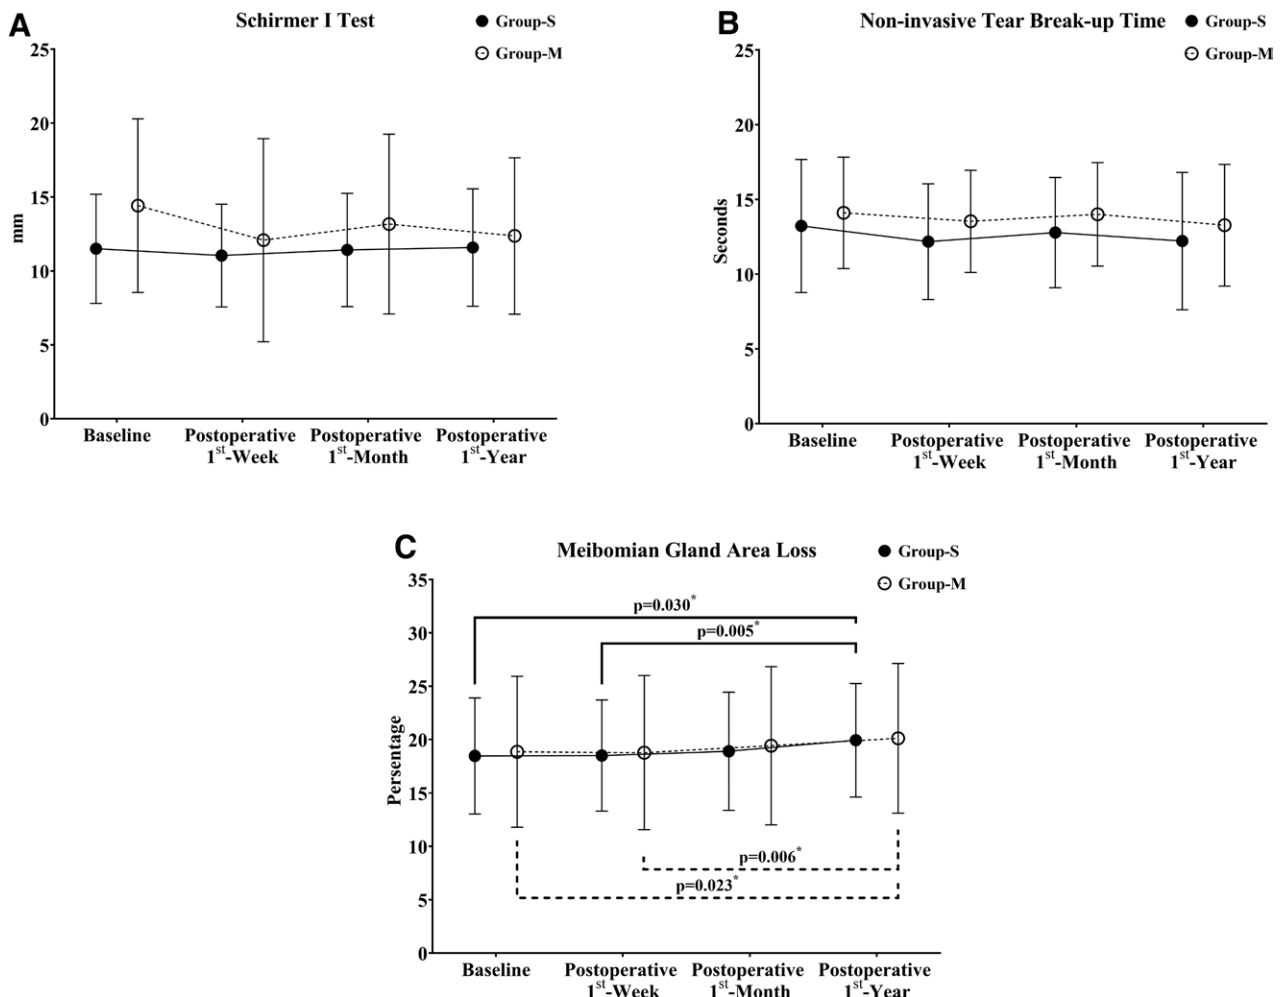 A
Schirmer I Test
Group-S
Group-M
25
20
15
10
5
0
mm
Baseline
Postoperative
1st-Week
Postoperative
1st-Month
Postoperative
1st-Year
B
Non-invasive Tear Break-up Time
Group-S
Group-M
25
20
15
10
5
0
Seconds
Baseline
Postoperative
1st-Week
Postoperative
1st-Month
Postoperative
1st-Year
C
Meibomian Gland Area Loss
Group-S
Group-M
35
30
25
20
15
10
5
0
Persentage
p=0.030*
p=0.005*
p=0.006*
p=0.023*
Baseline
Postoperative
1st-Week
Postoperative
1st-Month
Postoperative
1st-Year